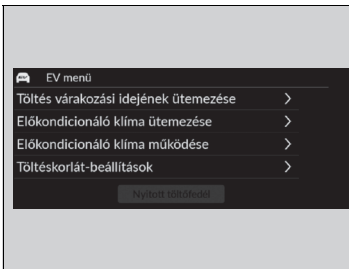 EV menü
Töltés várakozási idejének ütemezése
Előkondicionáló klíma ütemezése
Előkondicionáló klíma működése
Töltéskorlát-beállítások
Nyitott töltőfedél